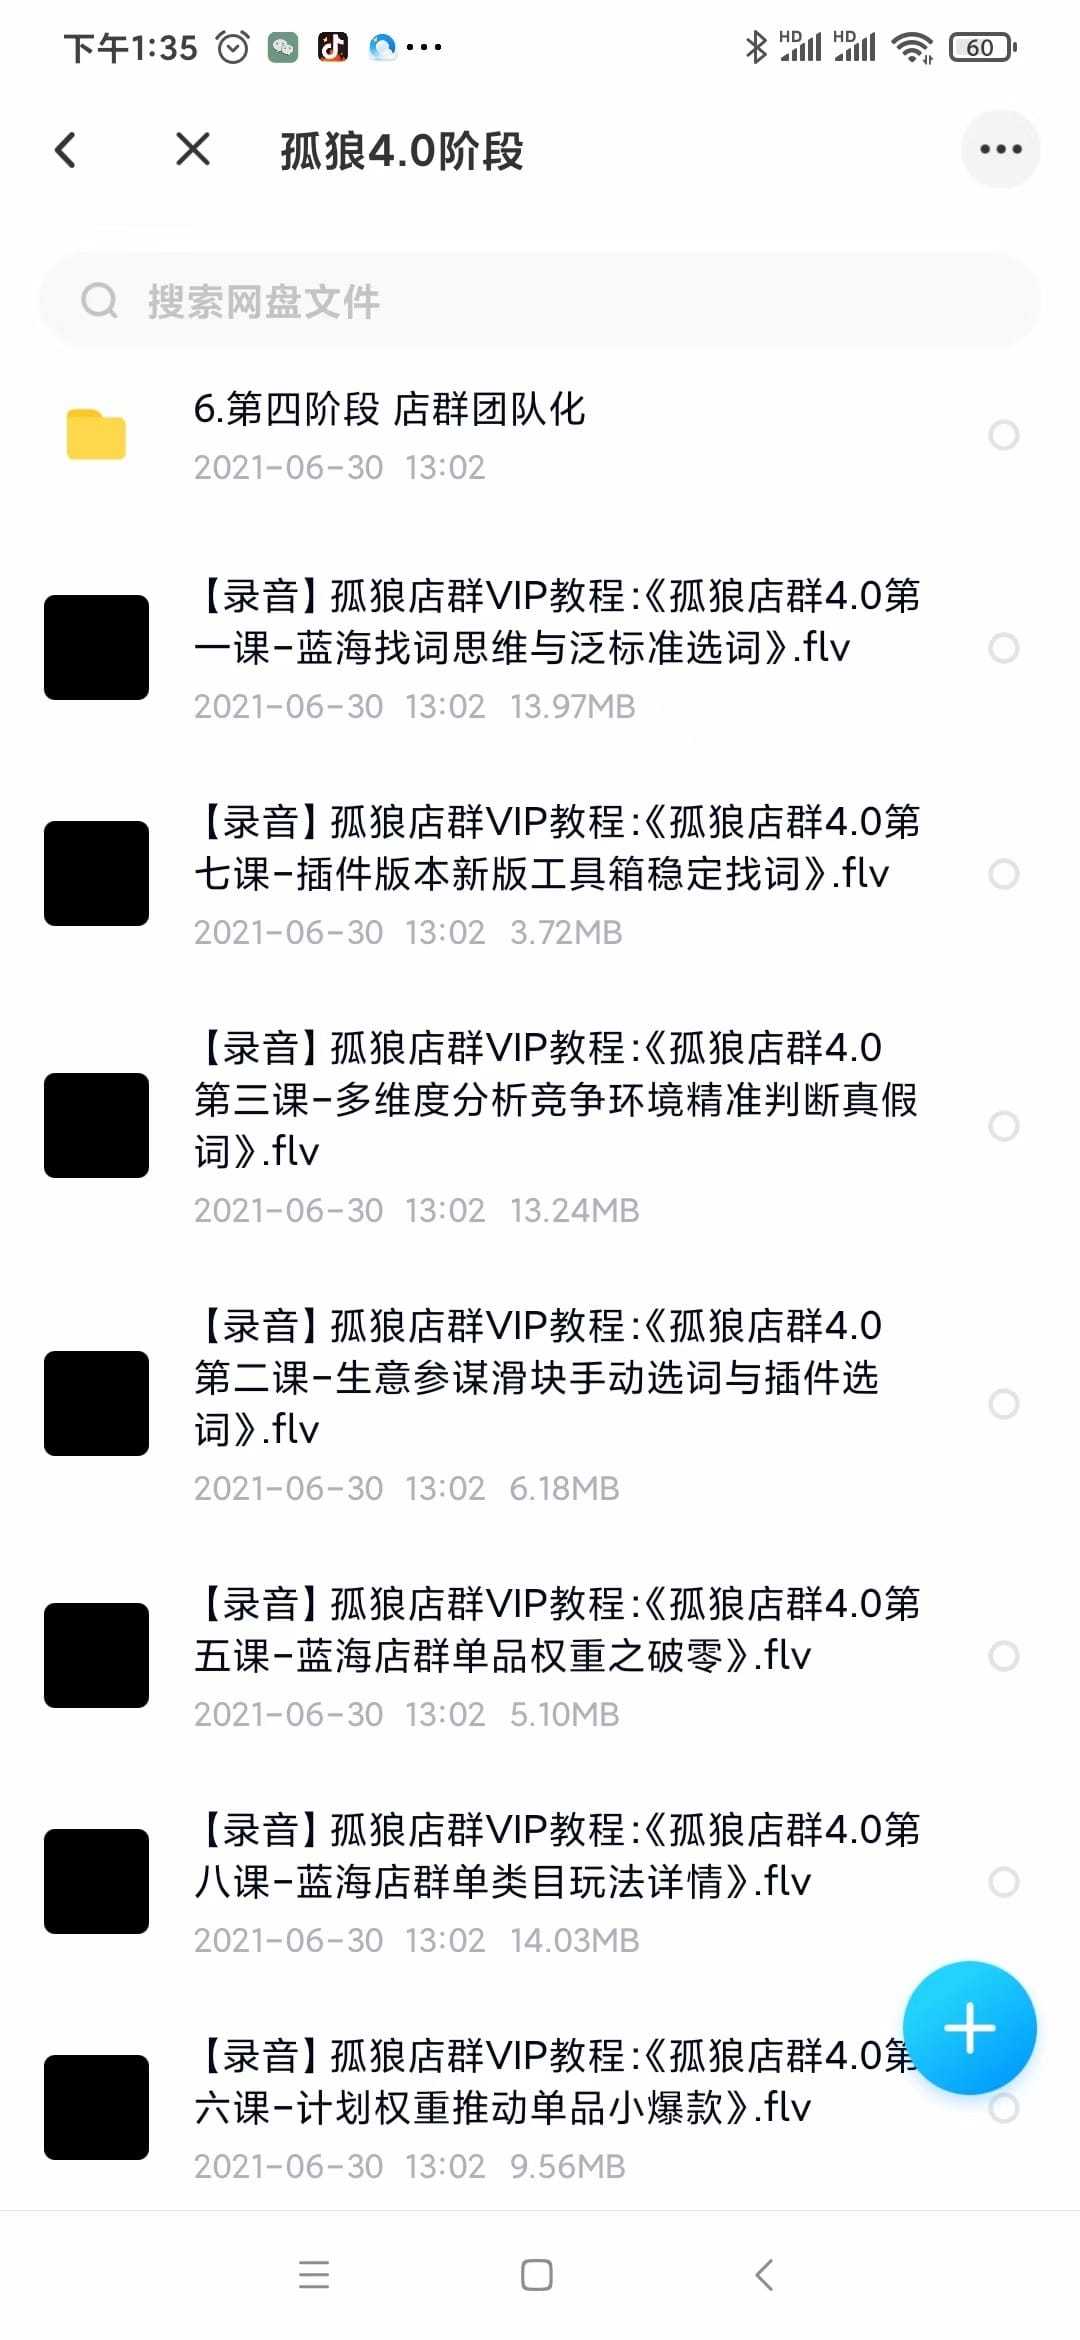 下午1:35
HD
HD
60
孤狼4.0阶段
搜索网盘文件
6.第四阶段 店群团队化
2021-06-30 13:02
【录音】孤狼店群VIP教程:《孤狼店群4.0第
一课-蓝海找词思维与泛标准选词》.flv
2021-06-30 13:02 13.97MB
【录音】孤狼店群VIP教程:《孤狼店群4.0第
七课-插件版本新版工具箱稳定找词》.flv
2021-06-30 13:02 3.72MB
【录音】孤狼店群VIP教程:《孤狼店群4.0
第三课-多维度分析竞争环境精准判断真假
词》.flv
2021-06-30 13:02 13.24MB
【录音】孤狼店群VIP教程:《孤狼店群4.0
第二课-生意参谋滑块手动选词与插件选
词》.flv
2021-06-30 13:02 6.18MB
【录音】孤狼店群VIP教程:《孤狼店群4.0第
五课-蓝海店群单品权重之破零》.flv
2021-06-30 13:02 5.10MB
【录音】孤狼店群VIP教程:《孤狼店群4.0第
八课-蓝海店群单类目玩法详情》.flv
2021-06-30 13:02 14.03MB
【录音】孤狼店群VIP教程:《孤狼店群4.0第
六课-计划权重推动单品小爆款》.flv
2021-06-30 13:02 9.56MB